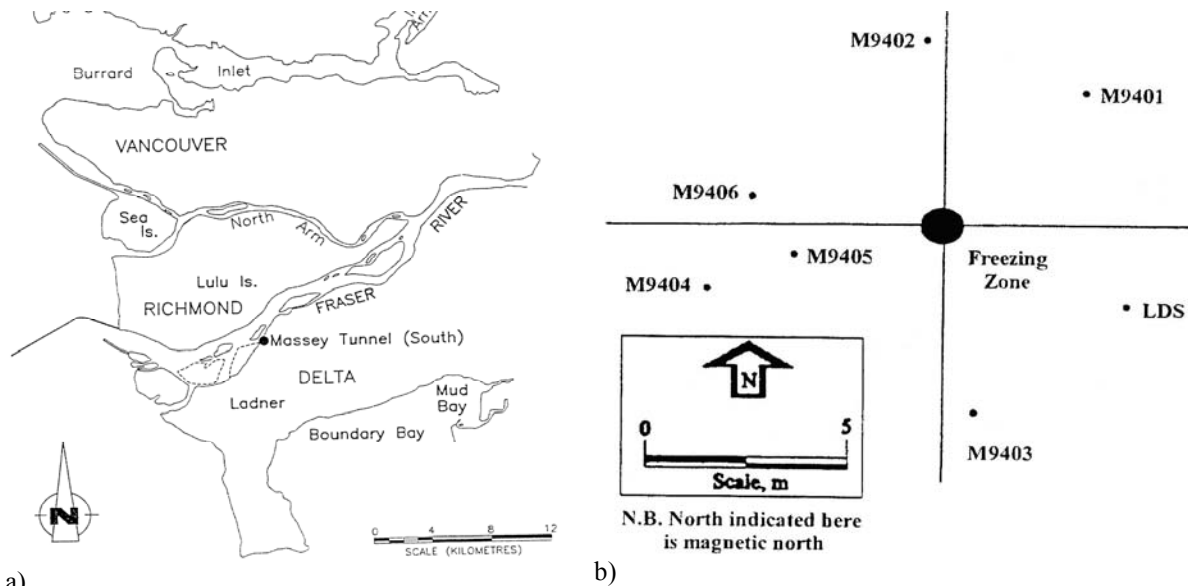 Burrard
Inlet
VANCOUVER
Sea
Is.
North
Arm
RIVER
Lulu Is.
RICHMOND
FRASER
Massey Tunnel (South)
DELTA
Ladner
Mud
Bay
Boundary Bay
N
0 4 8 12
SCALE (KILOMETRES)
a)
M9402
M9401
M9406
M9405
M9404
Freezing
Zone
LDS
M9403
N
0 5
Scale, m
N.B. North indicated here
is magnetic north
b)